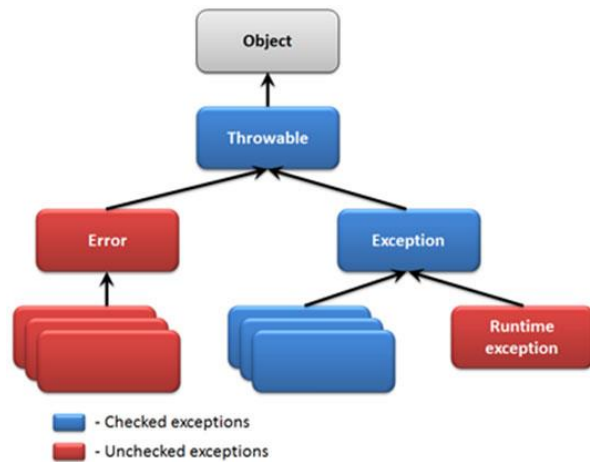 Object
Throwable
Error
Exception
Runtime
exception
- Checked exceptions
- Unchecked exceptions